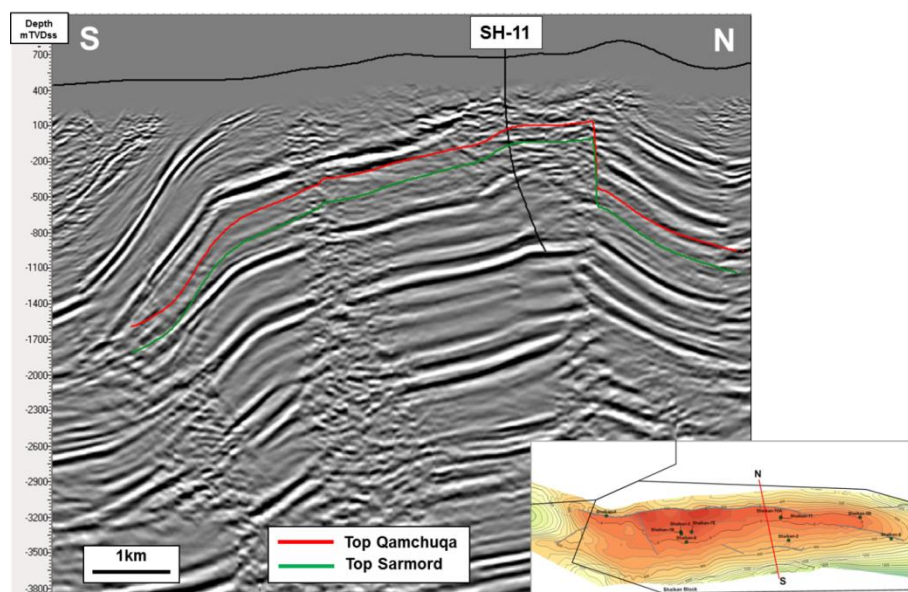 Depth
mTVDss
S
SH-11
N
700
400
100
-200
-500
-800
-1100
-1400
-1700
-2000
-2300
-2600
-2900
-3200
-3500
-3800
1km
Top Qamchuqa
Top Sarmord
N
S
Shaikan Block